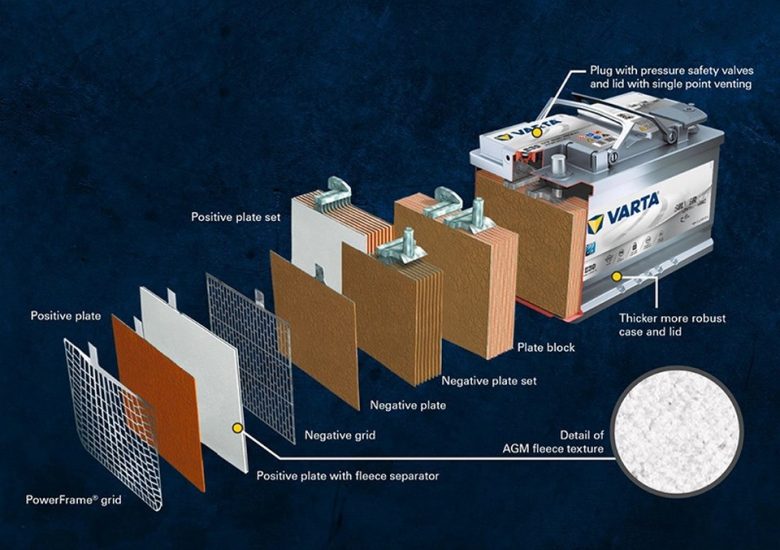 Plug with pressure safety valves
and lid with single point venting
VARTA
VARTA
E39
Positive plate set
Thicker more robust
case and lid
Positive plate
Plate block
Negative plate set
Negative plate
Negative grid
Detail of
AGM fleece texture
Positive plate with fleece separator
PowerFrame® grid